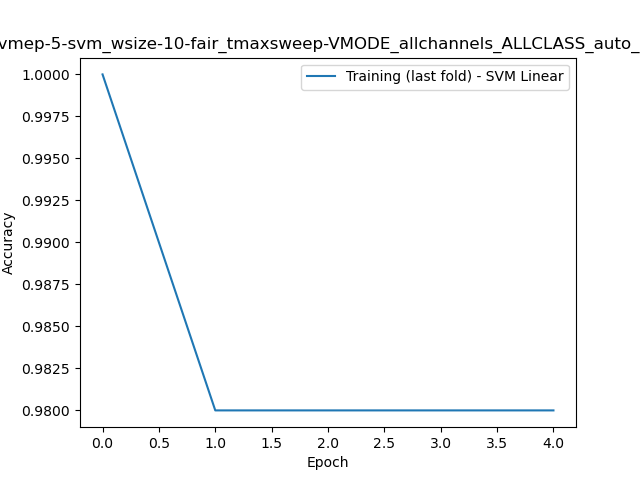 vmep-5-svm_wsize-10-fair_tmaxsweep-VMODE_allchannels_ALLCLASS_auto_
Training (last fold) - SVM Linear
1.0000
0.9975
0.9950
0.9925
0.9900
0.9875
0.9850
0.9825
0.9800
Accuracy
0.0 0.5 1.0 1.5 2.0 2.5 3.0 3.5 4.0
Epoch